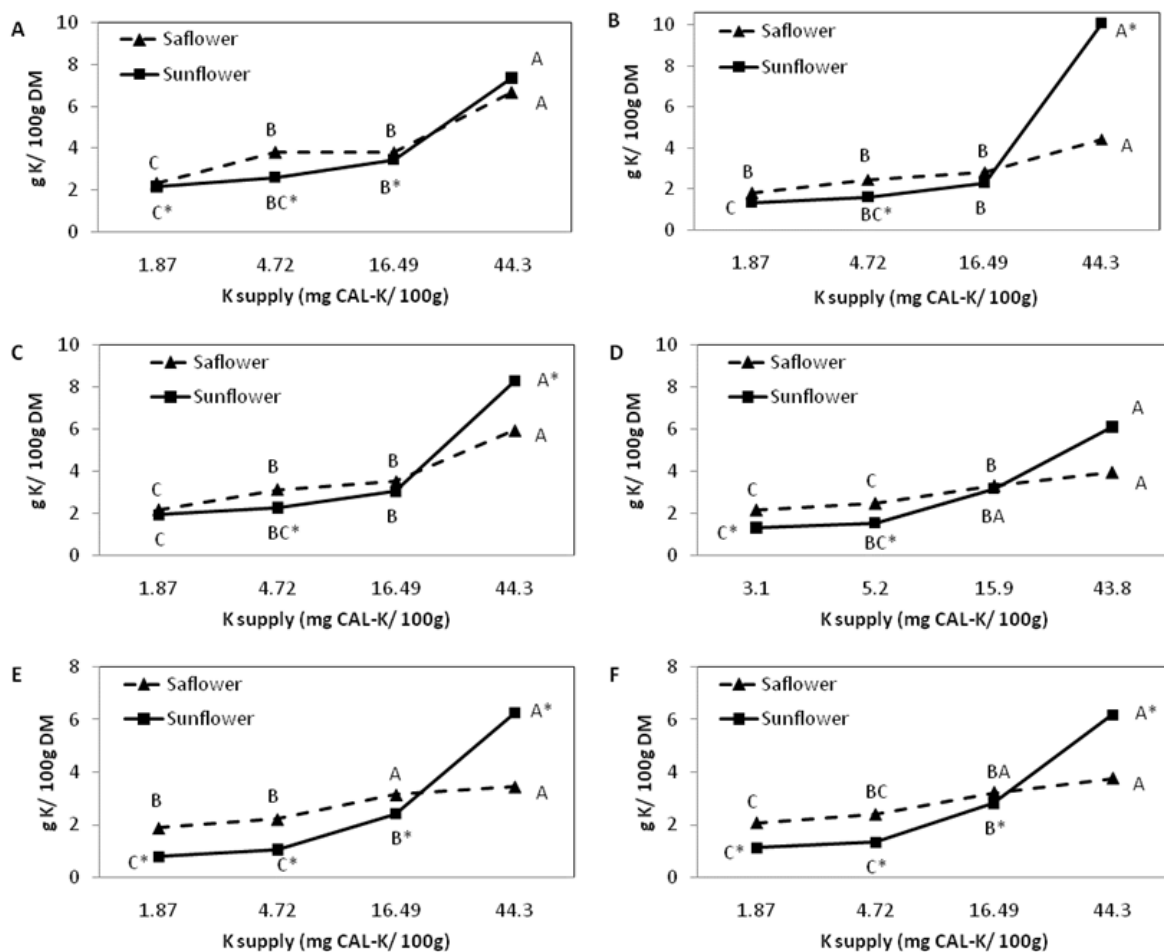 A
10
8
6
4
2
0
g K/ 100g DM
Saflower
Sunflower
C
B
B
A
A
C*
BC*
B*
1.87 4.72 16.49 44.3
K supply (mg CAL-K/ 100g)
B
10
8
6
4
2
0
g K/ 100g DM
Saflower
Sunflower
A*
B
B
B
A
C
BC*
B
1.87 4.72 16.49 44.3
K supply (mg CAL-K/ 100g)
C
10
8
6
4
2
0
g K/ 100g DM
Saflower
Sunflower
A*
C
B
B
A
C
BC*
B
1.87 4.72 16.49 44.3
K supply (mg CAL-K/ 100g)
D
10
8
6
4
2
0
g K/ 100g DM
Saflower
Sunflower
A
C
C
B
A
C*
BC*
BA
3.1 5.2 15.9 43.8
K supply (mg CAL-K/ 100g)
E
8
6
4
2
0
g K/ 100g DM
Saflower
Sunflower
A*
B
B
A
A
C*
C*
B*
1.87 4.72 16.49 44.3
K supply (mg CAL-K/ 100g)
F
8
6
4
2
0
g K/ 100g DM
Saflower
Sunflower
A*
C
BC
BA
A
C*
C*
B*
1.87 4.72 16.49 44.3
K supply (mg CAL-K/ 100g)